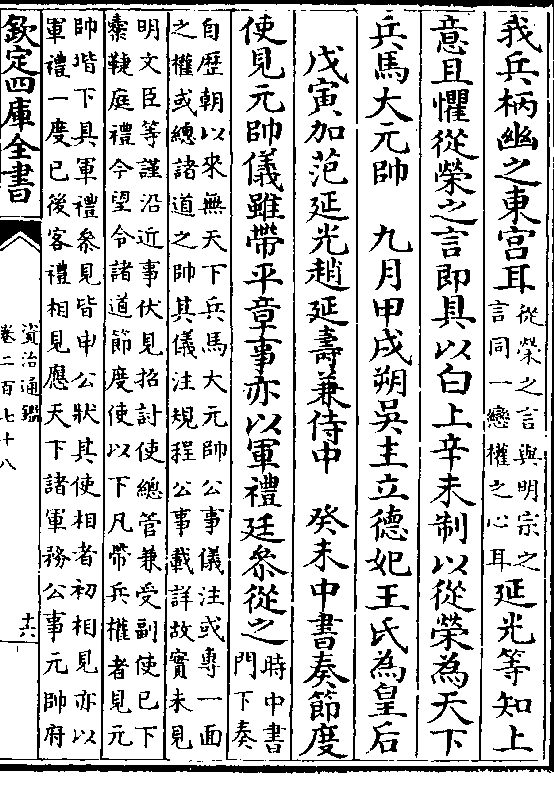 我兵柄幽之東宮耳從榮之言與明宗之
言同一戀權之心耳延光等知上
意且懼從榮之言即具以白上辛未制以從榮為天下
兵馬大元帥　九月甲戌朔吳主立德妃王氏為皇后
戊寅加范延光趙延壽兼侍中　癸未中書奏節度
使見元帥儀雖帶平章事亦以軍禮廷參從之時中書
門下奏
自歷朝以來無天下兵馬大元帥公事儀注或專一面
之權或總諸道之帥其儀注規程公事載詳故實未見
明文臣等謹沿近事伏見招討使總管兼受副使已下
櫜鞬庭禮今望令諸道節度使以下凡帶兵權者見元
帥堦下具軍禮參見皆申公狀其使相者初相見亦以
軍禮一度已後客禮相見應天下諸軍務公事元帥府
欽定四庫全書
資治通鑑
卷二百七十八
十六